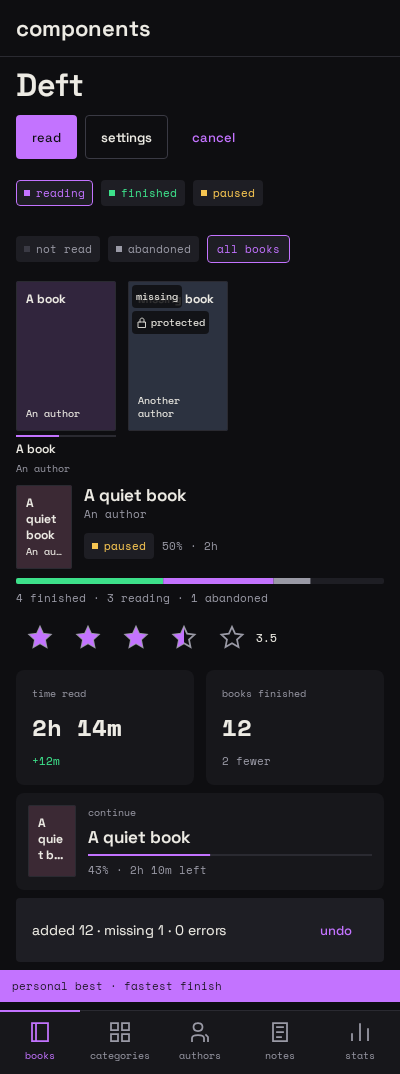 components
Deft
read settings cancel
reading finished paused
not read abandoned all books
A book
missing
book
protected
An author
Another
author
A book
An author
A
quiet
book
An au…
A quiet book
An author
paused 50% · 2h
4 finished · 3 reading · 1 abandoned
3.5
time read
2h 14m
+12m
books finished
12
2 fewer
A
quie
t b…
continue
A quiet book
43% · 2h 10m left
added 12 · missing 1 · 0 errors undo
personal best · fastest finish
books categories authors notes stats